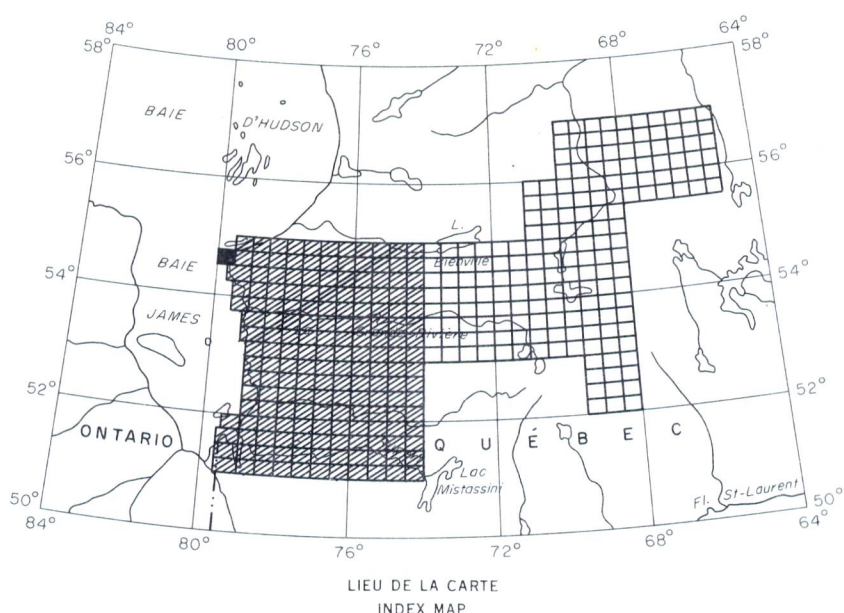 84°
58°
80°
76°
72°
68°
64°
58°
BAIE
D'HUDSON
56°
56°
L.
Bienville
BAIE
54°
54°
JAMES
Rivière
52°
52°
ONTARIO
QUÉBEC
Lac
Mistassini
Fl. St-Laurent
50°
84°
80°
76°
72°
68°
50°
64°
LIEU DE LA CARTE
INDEX MAP